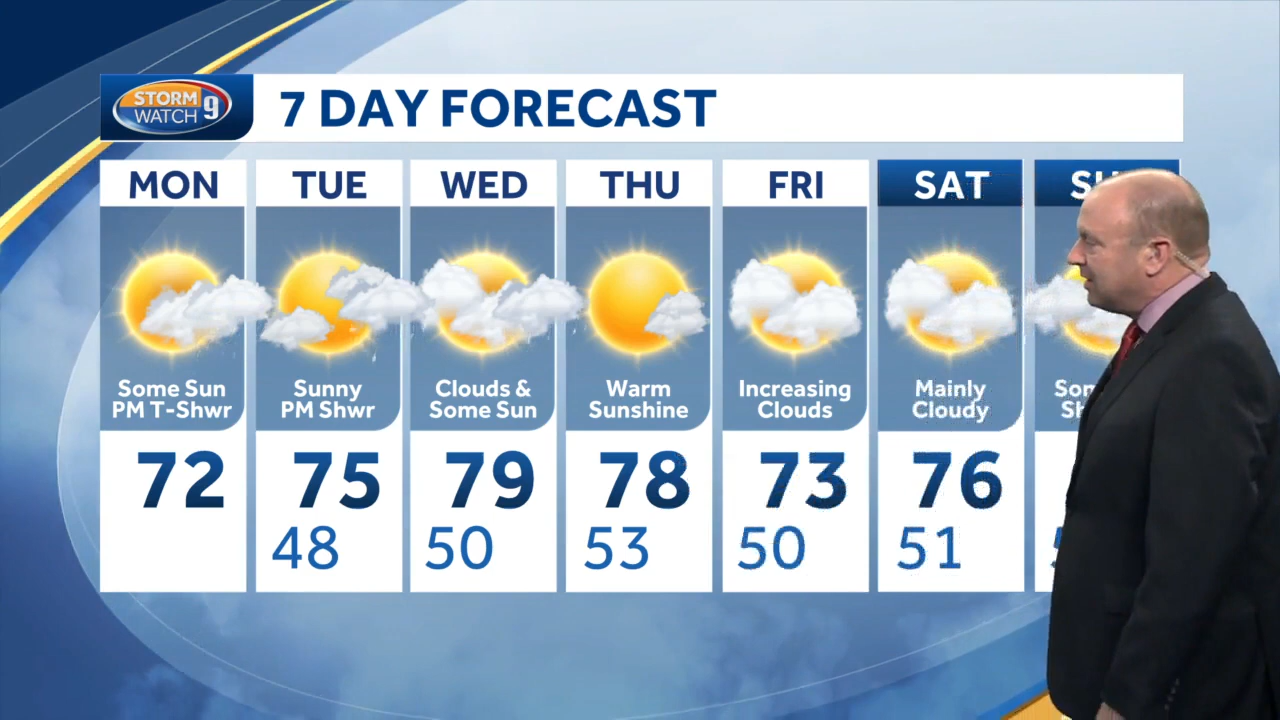 STORM
WATCH 9
7 DAY FORECAST
MON
TUE
WED
THU
FRI
SAT
Some Sun
PM T-Shwr
Sunny
PM Shwr
Clouds &
Some Sun
Warm
Sunshine
Increasing
Clouds
Mainly
Cloudy
72
75
79
78
73
76
48
50
53
50
51